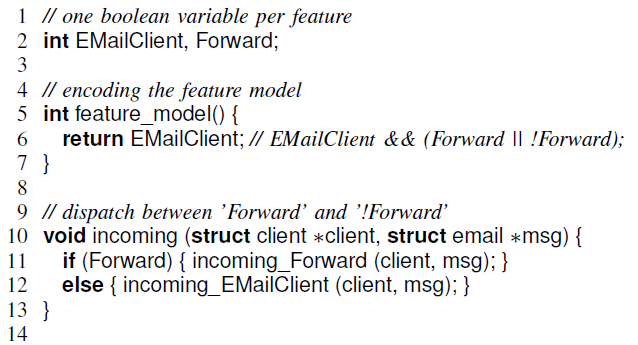 1 // one boolean variable per feature
2 int EMailClient, Forward;
3
4 // encoding the feature model
5 int feature_model() {
6 return EMailClient; // EMailClient && (Forward || !Forward);
7 }
8
9 // dispatch between 'Forward' and '!Forward'
10 void incoming (struct client *client, struct email *msg) {
11 if (Forward) { incoming_Forward (client, msg); }
12 else { incoming_EMailClient (client, msg); }
13 }
14